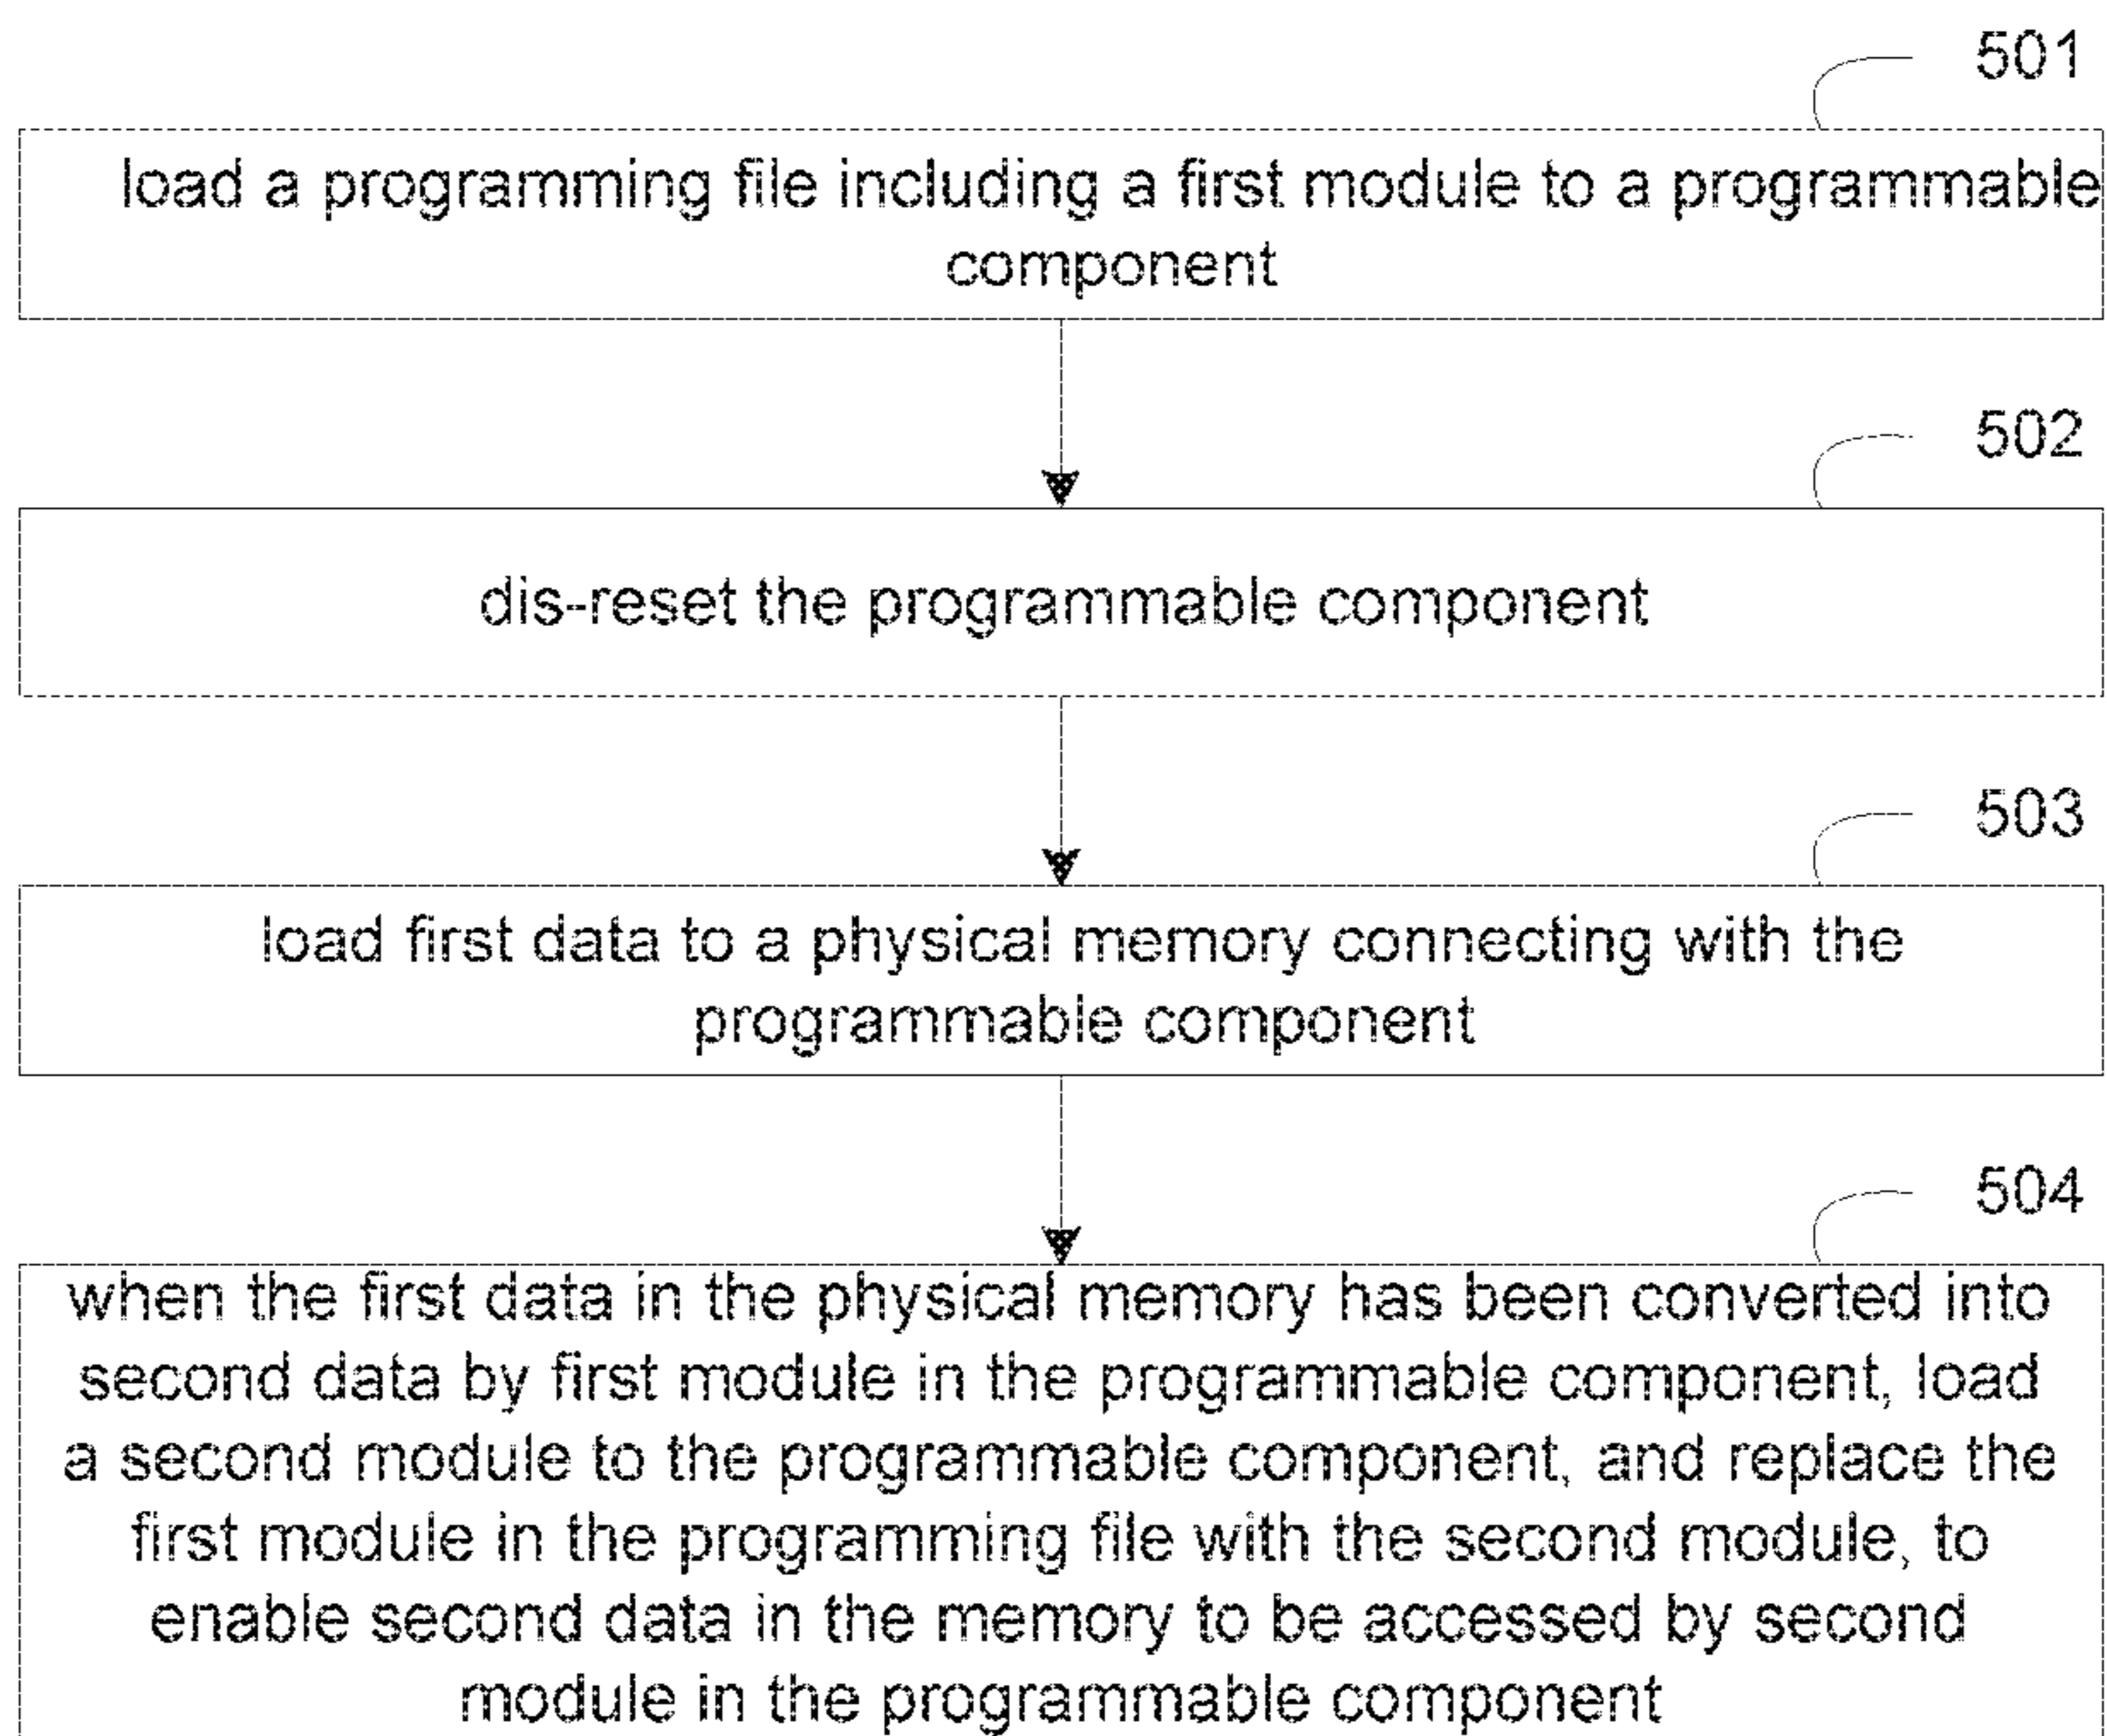 501
load a programming file including a first module to a programmable
component
502
dis-reset the programmable component
503
load first data to a physical memory connecting with the
programmable component
504
when the first data in the physical memory has been converted into
second data by first module in the programmable component, load
a second module to the programmable component, and replace the
first module in the programming file with the second module, to
enable second data in the memory to be accessed by second
module in the programmable component